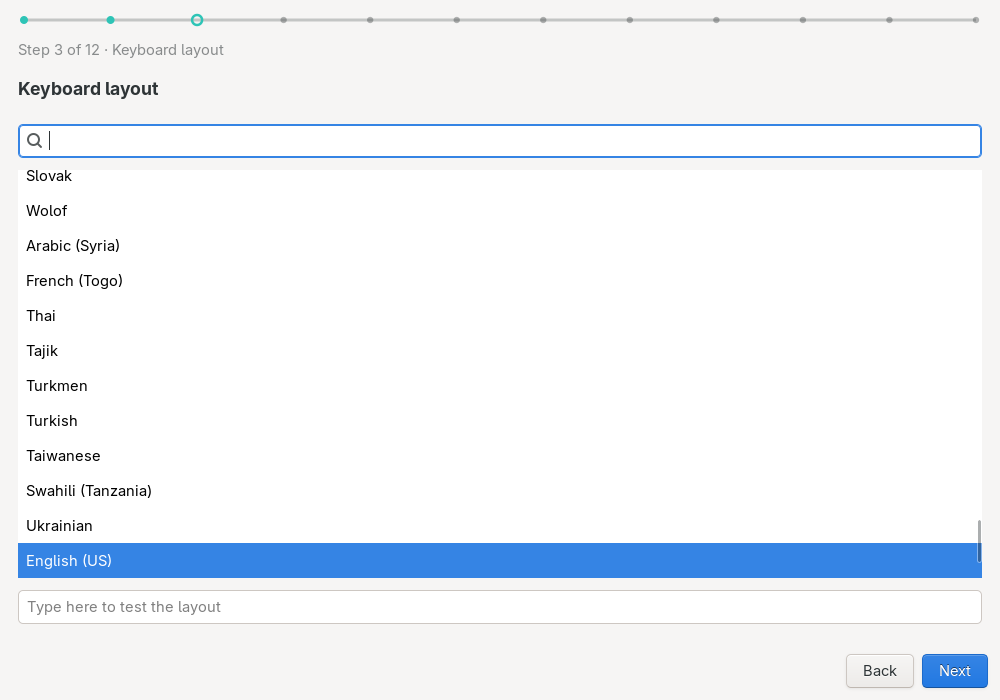 Step 3 of 12 · Keyboard layout
Keyboard layout
Slovak
Wolof
Arabic (Syria)
French (Togo)
Thai
Tajik
Turkmen
Turkish
Taiwanese
Swahili (Tanzania)
Ukrainian
English (US)
Type here to test the layout
Back Next